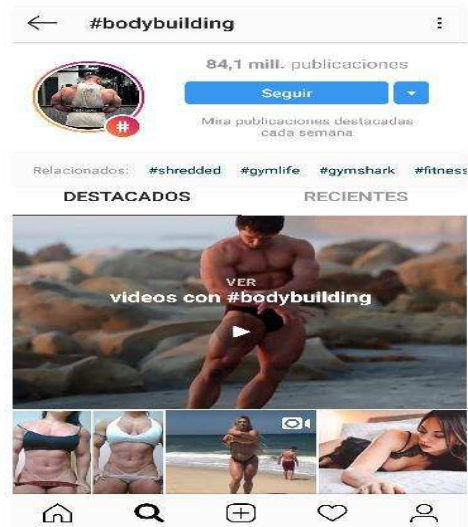 #bodybuilding
84,1 mill. publicaciones
Seguir
Mira publicaciones destacadas
cada semana
#
Relacionados: #shredded #gymlife #gymshark #fitness
DESTACADOS RECIENTES
VER
videos con #bodybuilding